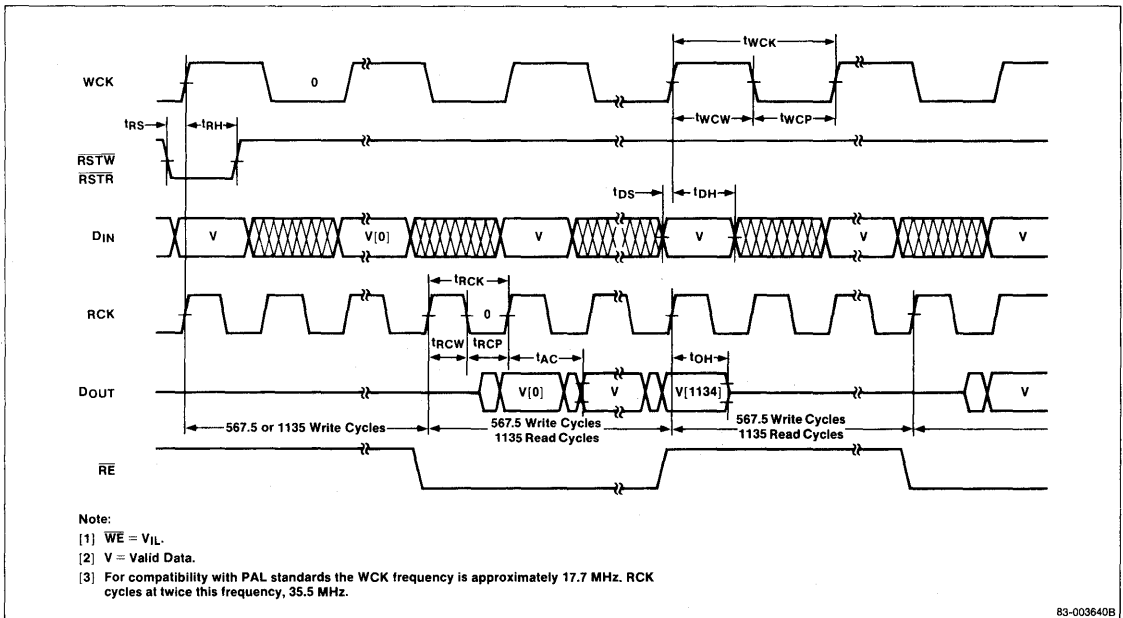 tWCK
WCK
0
tRS
tRH
tWCW
tWCP
RSTW
RSTR
tDS
tDH
DIN
V
V[0]
V
V
V
V
tRCK
RCK
0
tRCW
tRCP
tAC
tOH
DOUT
V[0]
V
V[1134]
V
567.5 or 1135 Write Cycles
567.5 Write Cycles
1135 Read Cycles
567.5 Write Cycles
1135 Read Cycles
RE
Note:
[1] WE = VIL.
[2] V = Valid Data.
[3] For compatibility with PAL standards the WCK frequency is approximately 17.7 MHz. RCK
cycles at twice this frequency, 35.5 MHz.
83-003640B